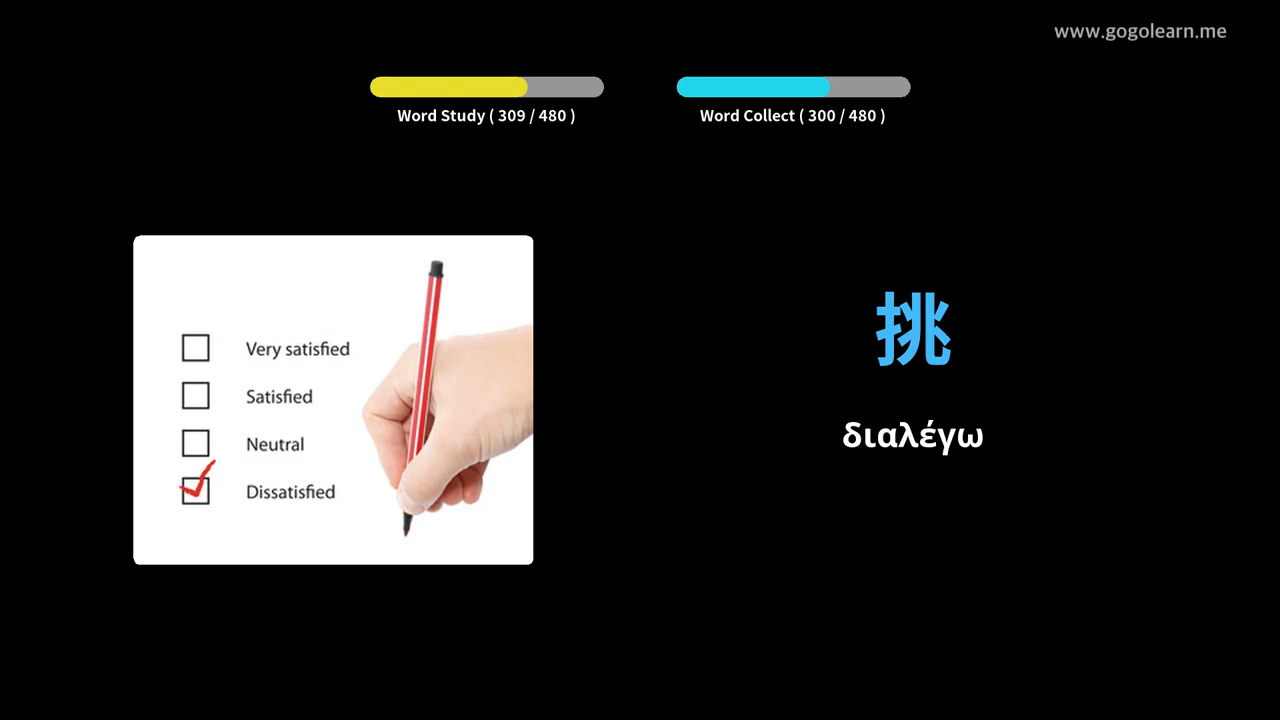 www.gogolearn.me
Word Study ( 309 / 480 )
Word Collect ( 300 / 480 )
Very satisfied
Satisfied
Neutral
Dissatisfied
挑
διαλέγω